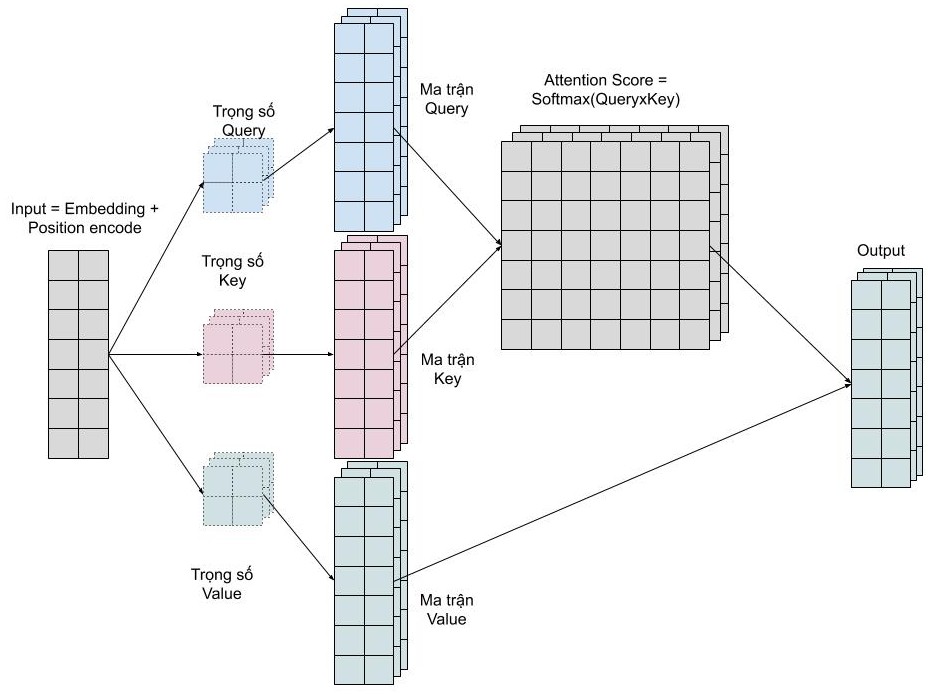 Input = Embedding +
Position encode
Trọng số
Query
Trọng số
Key
Trọng số
Value
Ma trận
Query
Ma trận
Key
Ma trận
Value
Attention Score =
Softmax(QueryxKey)
Output